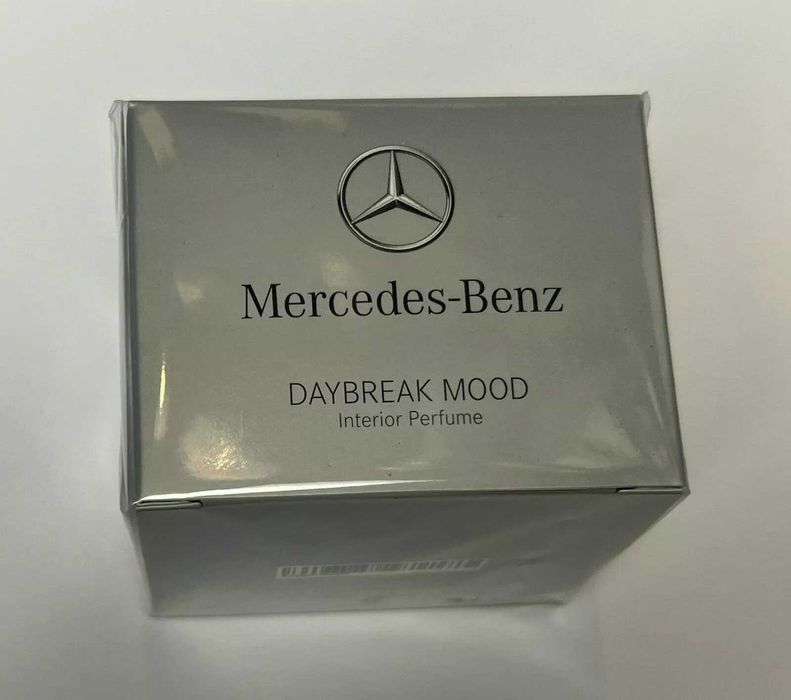 Mercedes-Benz
DAYBREAK MOOD
Interior Perfume